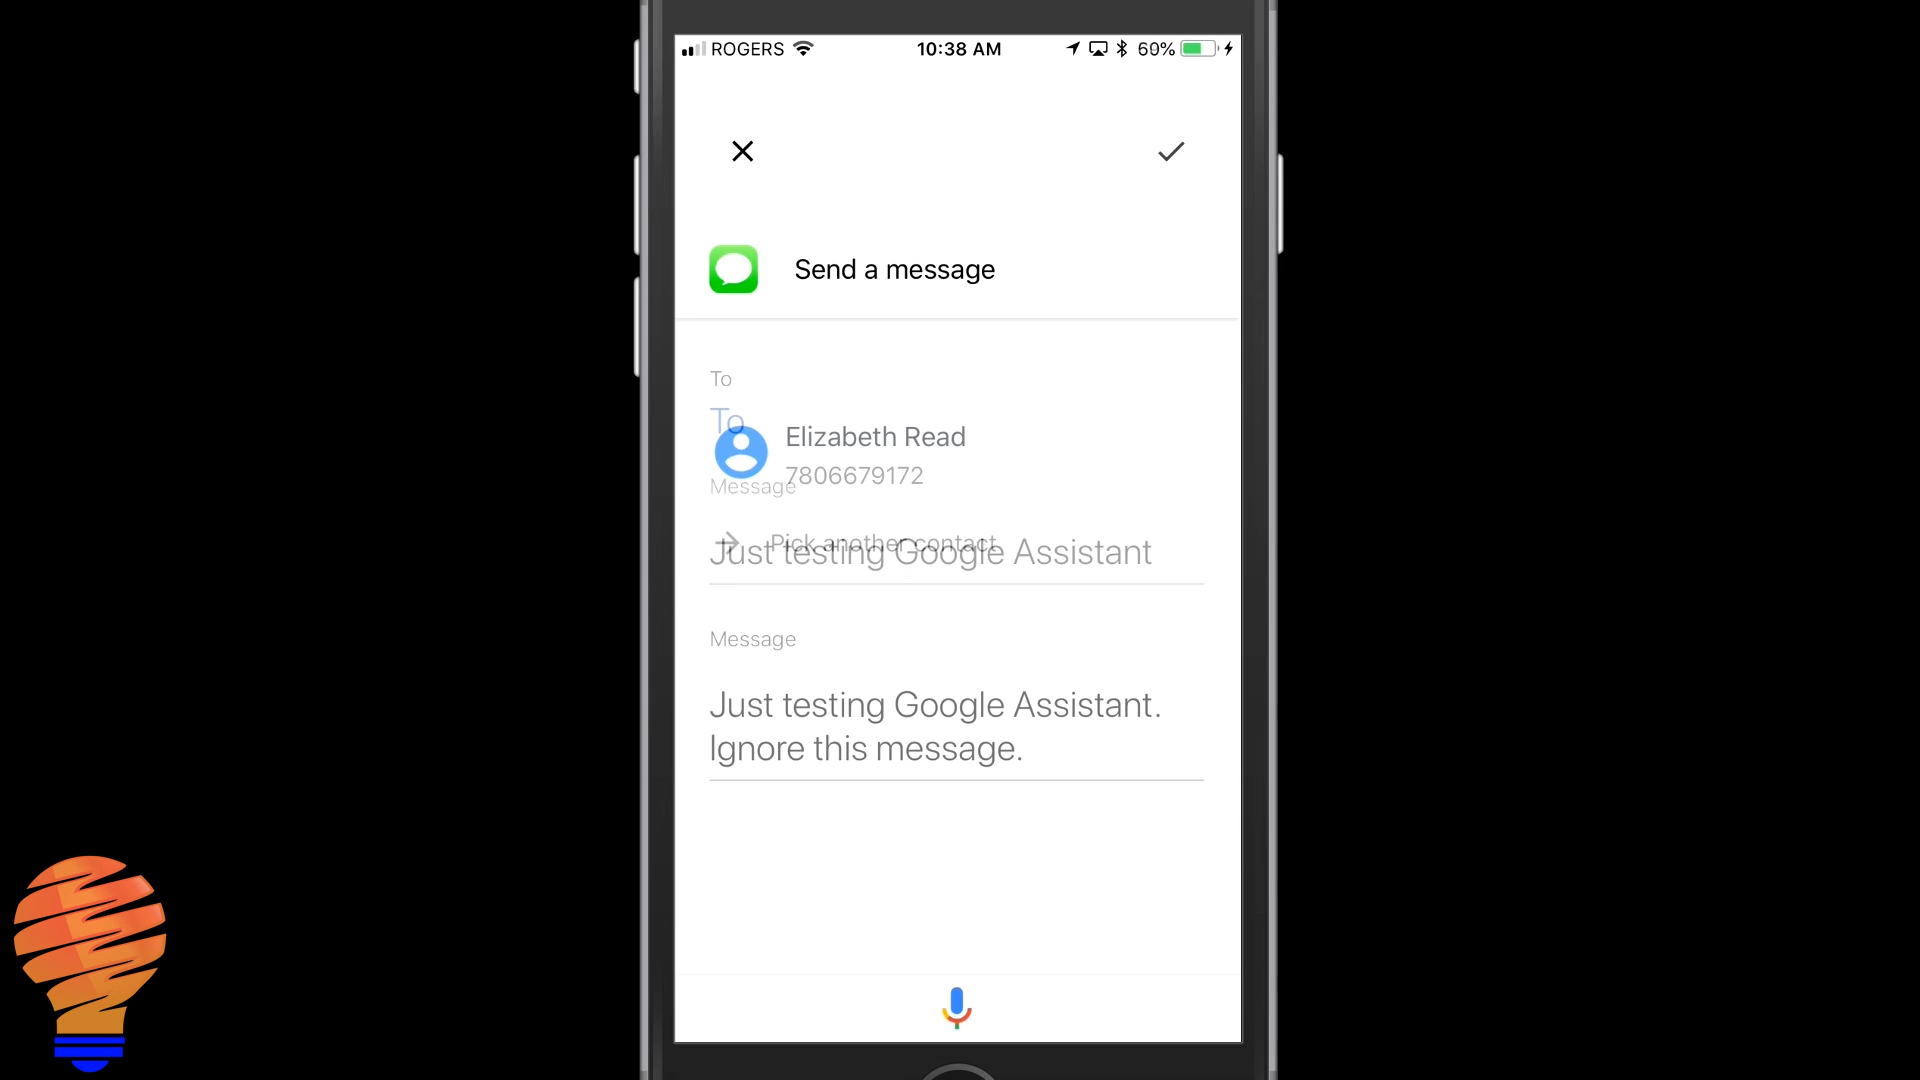 ROGERS 10:38 AM 60%
Send a message
To
To
Elizabeth Read
7806679172
Message
Pick another contact
Just testing Google Assistant
Message
Just testing Google Assistant.
Ignore this message.